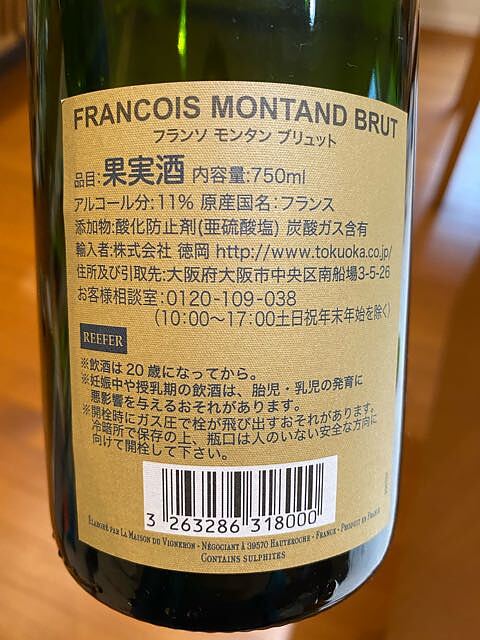 FRANCOIS MONTAND BRUT
フランソ モンタン ブリュット
品目:果実酒 内容量:750ml
アルコール分:11% 原産国名:フランス
添加物:酸化防止剤(亜硫酸塩) 炭酸ガス含有
輸入者:株式会社 徳岡 http://www.tokuoka.co.jp/
住所及び引取先:大阪府大阪市中央区南船場3-5-26
お客様相談室:0120-109-038
(10:00〜17:00土日祝年末年始を除く)
REEFER
※飲酒は20歳になってから。
※妊娠中や授乳期の飲酒は、胎児・乳児の発育に
悪影響を与えるおそれがあります。
※開栓時にガス圧で栓が飛び出すおそれがあります。
冷暗所で保存の上、瓶口は人のいない安全な方向に
向けて開栓して下さい。
3 263286 318000
ELABORÉ PAR LA MAISON DU VIGNERON - NÉGOCIANT À 39570 HAUTEROCHE - FRANCE - PRODUIT EN FRANCE
CONTAINS SULPHITES